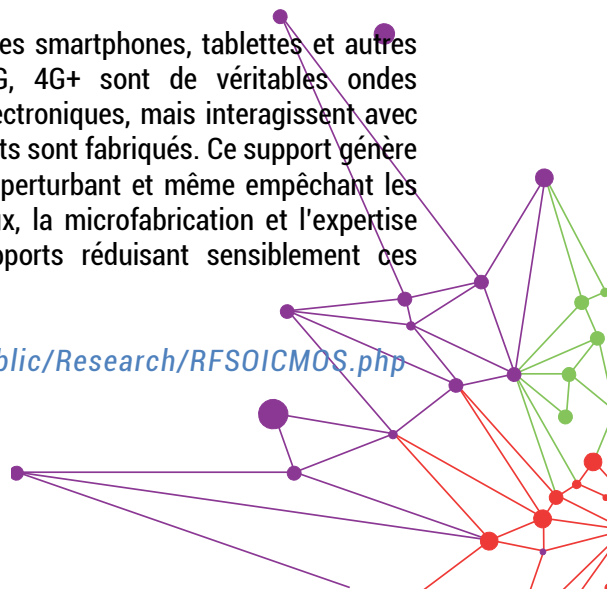 es smartphones, tablettes et autres
G, 4G+ sont de véritables ondes
ectroniques, mais interagissent avec
ts sont fabriqués. Ce support génère
perturbant et même empêchant les
x, la microfabrication et l'expertise
pports réduisant sensiblement ces
blic/Research/RFSOICMOS.php